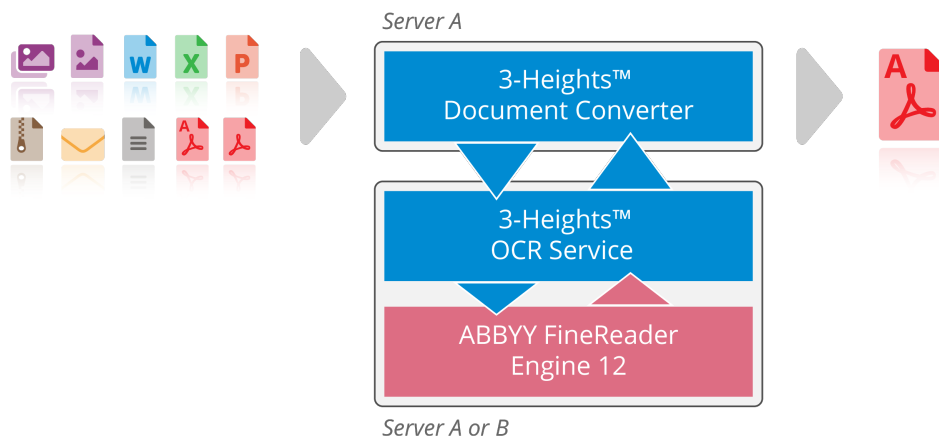 Server A
W
X
P
A
3-Heights™
Document Converter
A
3-Heights™
OCR Service
ABBYY FineReader
Engine 12
Server A or B